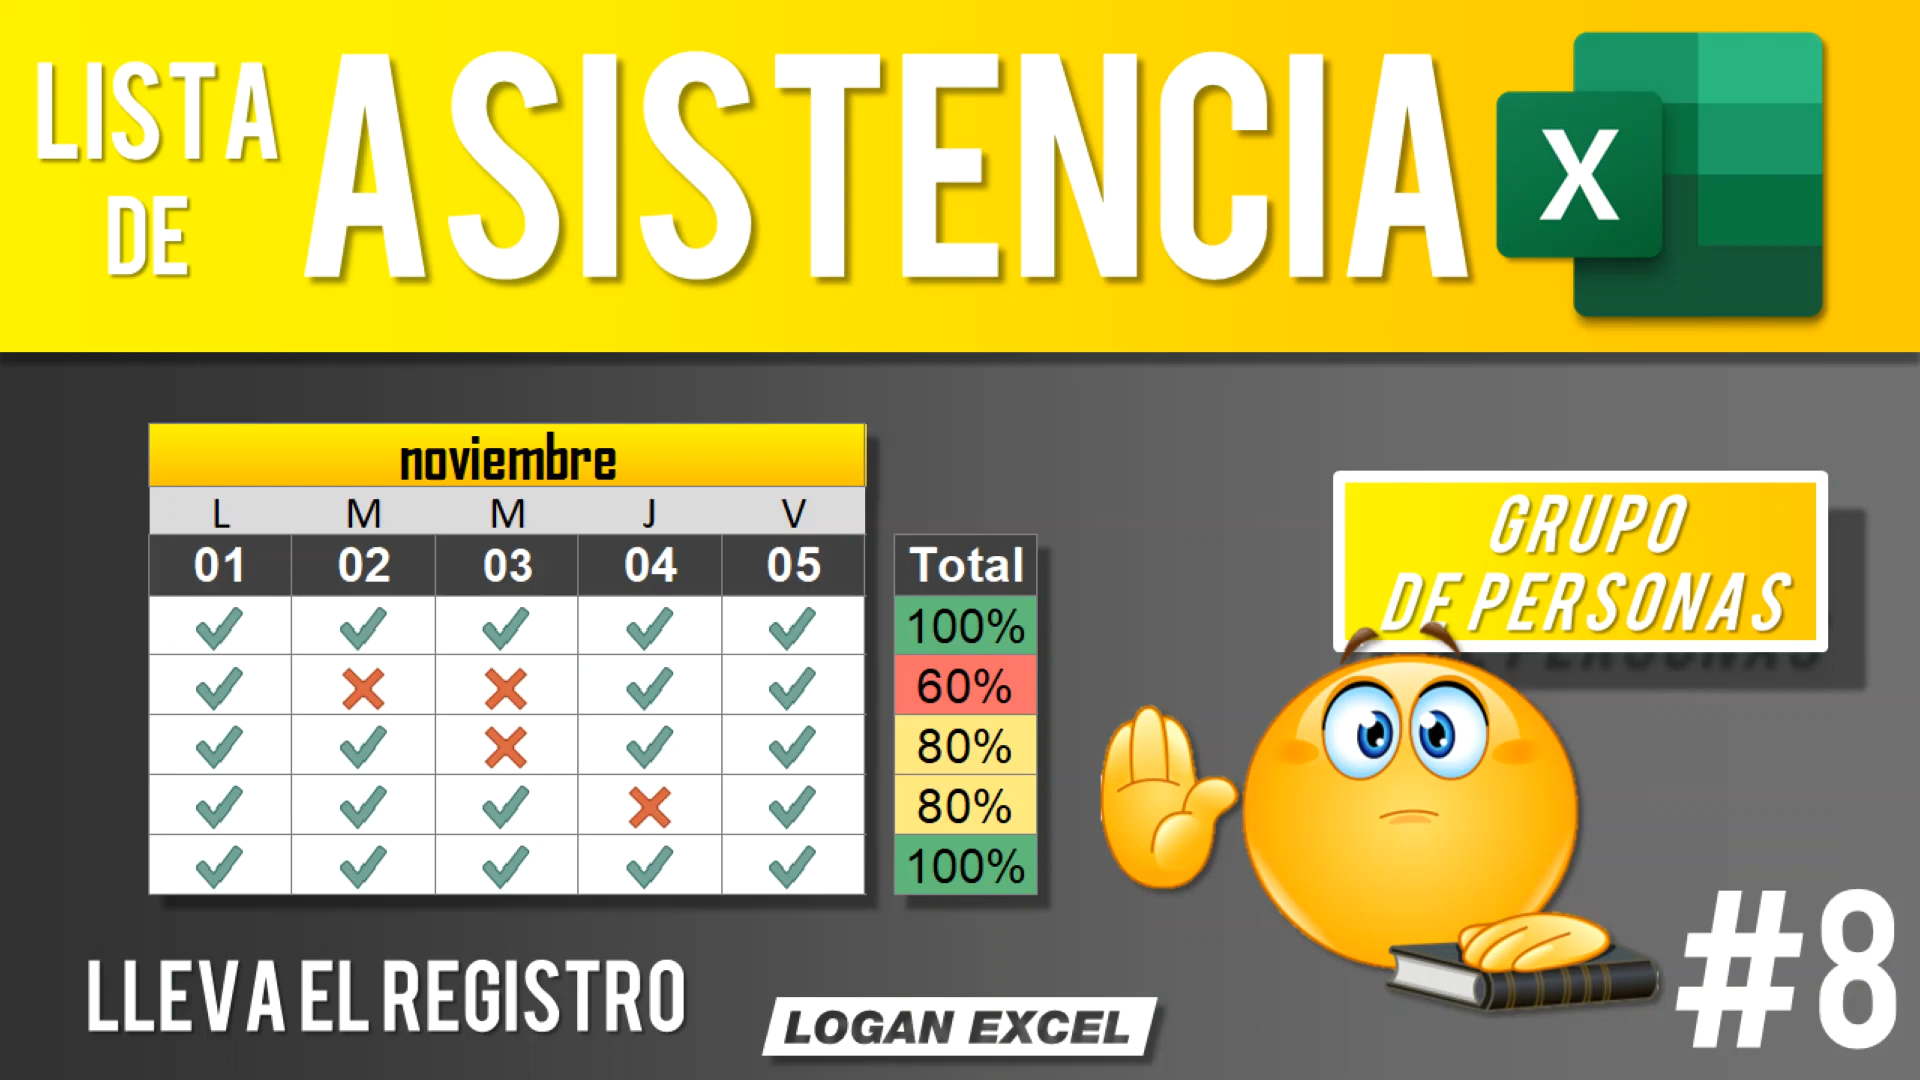 LISTA
DE
ASISTENCIA
X
noviembre
L M M J V
01 02 03 04 05 Total
100%
60%
80%
80%
100%
GRUPO
DE PERSONAS
LLEVA EL REGISTRO
LOGAN EXCEL
#8